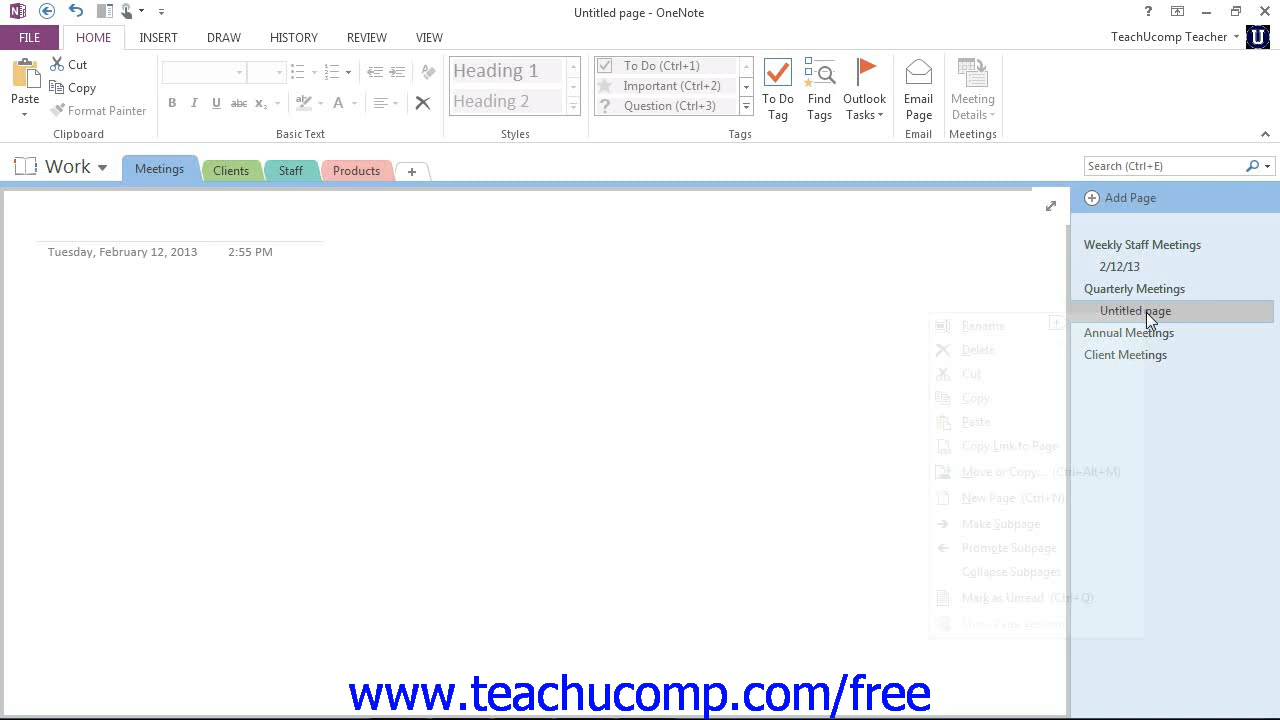 Untitled page - OneNote
FILE HOME INSERT DRAW HISTORY REVIEW VIEW
TeachUcomp Teacher
Paste
Cut
Copy
Format Painter
Clipboard
B I U abc x₂ A
Basic Text
Heading 1
Heading 2
Styles
To Do (Ctrl+1)
Important (Ctrl+2)
Question (Ctrl+3)
To Do Tag
Find Tags
Outlook Tasks
Tags
Email Page
Email
Meeting Details
Meetings
Work
Meetings Clients Staff Products
Search (Ctrl+E)
Add Page
Tuesday, February 12, 2013 2:55 PM
Weekly Staff Meetings
2/12/13
Quarterly Meetings
Untitled page
Annual Meetings
Client Meetings
Rename
Delete
Cut
Copy
Paste
Copy Link to Page
Move or Copy... (Ctrl+Alt+M)
New Page (Ctrl+N)
Make Subpage
Promote Subpage
Collapse Subpages
Mark as Unread (Ctrl+Q)
www.teachucomp.com/free